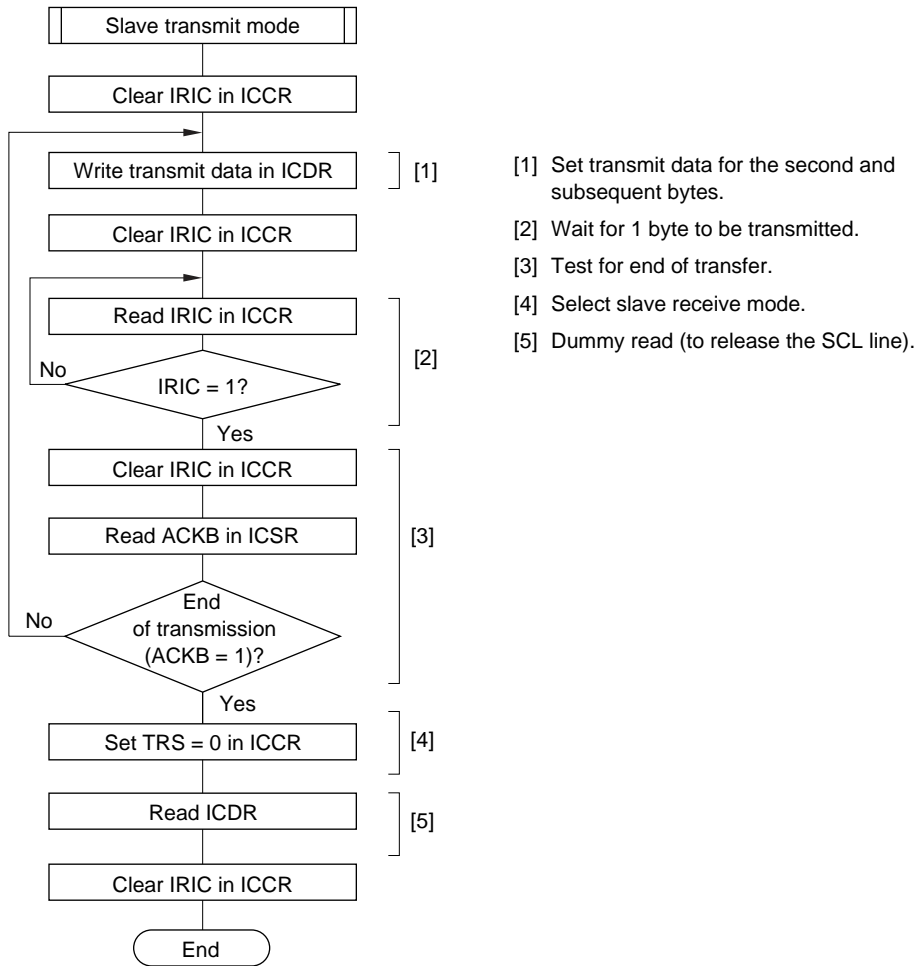 Slave transmit mode
Clear IRIC in ICCR
Write transmit data in ICDR
[1]
Clear IRIC in ICCR
Read IRIC in ICCR
[2]
No
IRIC = 1?
Yes
Clear IRIC in ICCR
Read ACKB in ICSR
[3]
No
End
of transmission
(ACKB = 1)?
Yes
Set TRS = 0 in ICCR
[4]
Read ICDR
[5]
Clear IRIC in ICCR
End
[1] Set transmit data for the second and
subsequent bytes.
[2] Wait for 1 byte to be transmitted.
[3] Test for end of transfer.
[4] Select slave receive mode.
[5] Dummy read (to release the SCL line).